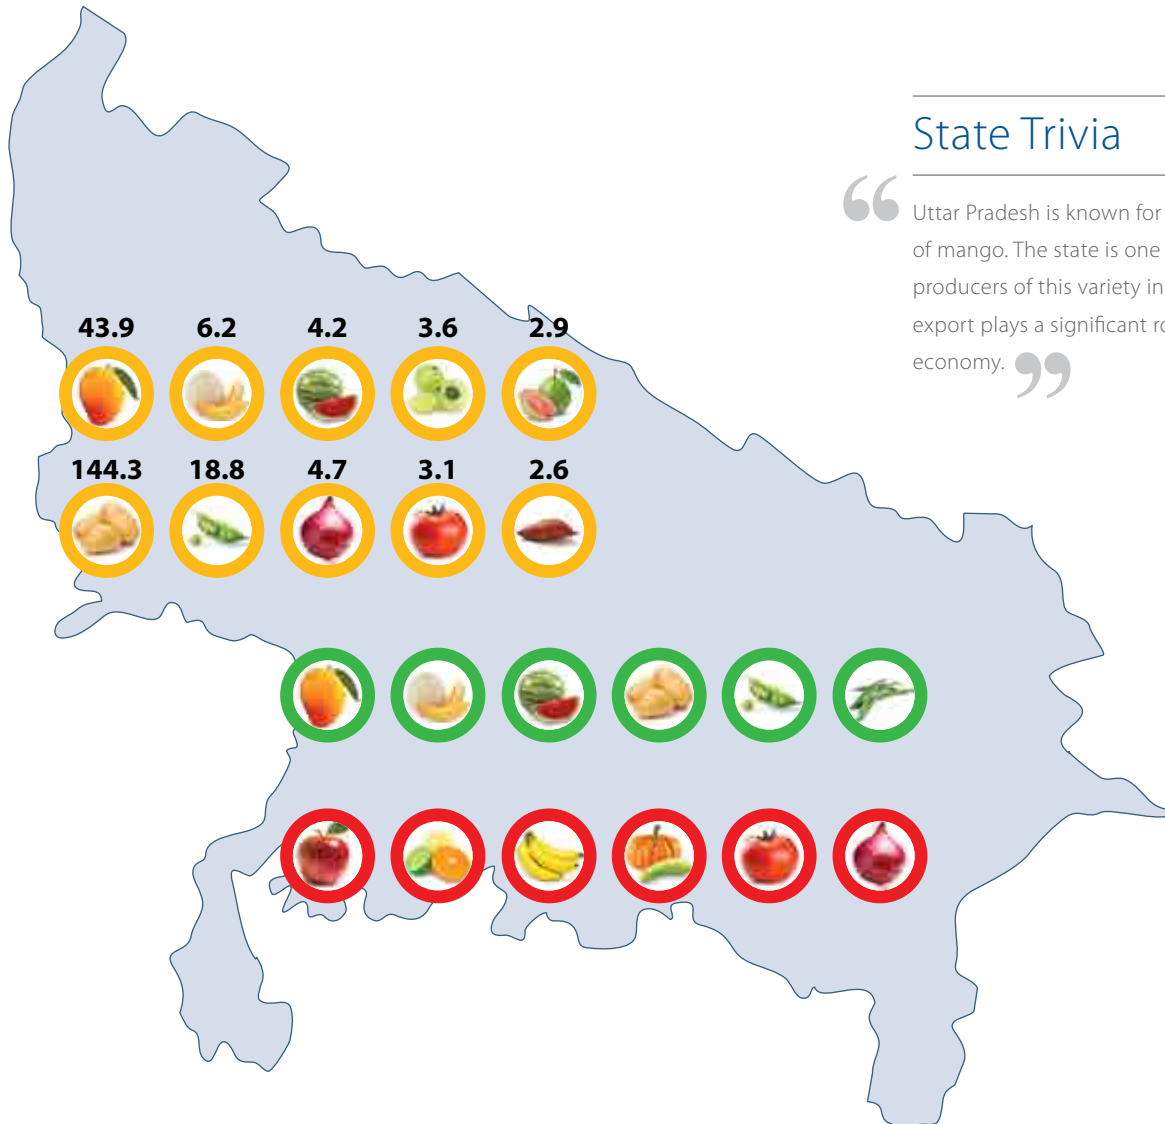 State Trivia
“ Uttar Pradesh is known for
of mango. The state is one
producers of this variety in
export plays a significant ro
economy. ”
43.9 6.2 4.2 3.6 2.9
144.3 18.8 4.7 3.1 2.6